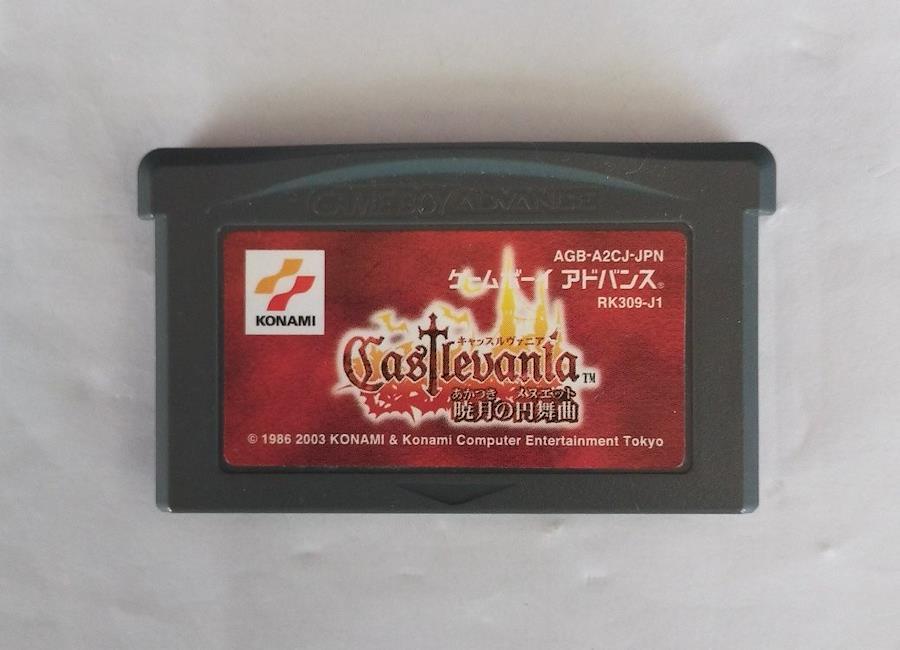 GAME BOY ADVANCE
AGB-A2CJ-JPN
ゲームボーイ アドバンス®
RK309-J1
KONAMI
キャッスルヴァニア
Castlevania™
あかつき メヌエット
暁月の円舞曲
© 1986 2003 KONAMI & Konami Computer Entertainment Tokyo